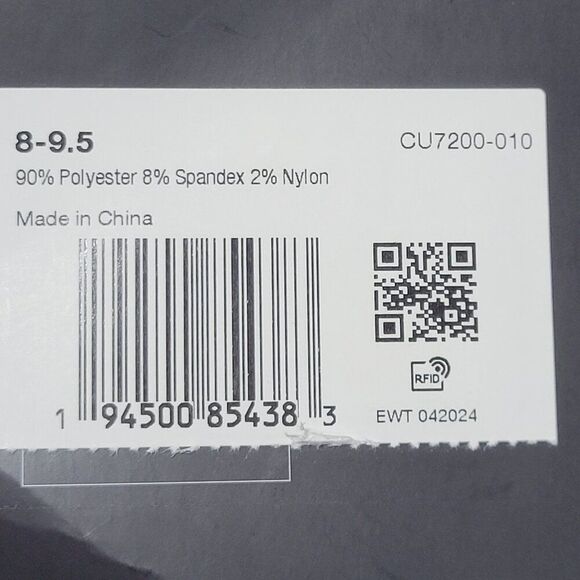 8-9.5
CU7200-010
90% Polyester 8% Spandex 2% Nylon
Made in China
RFID
1 94500 85438 3
EWT 042024